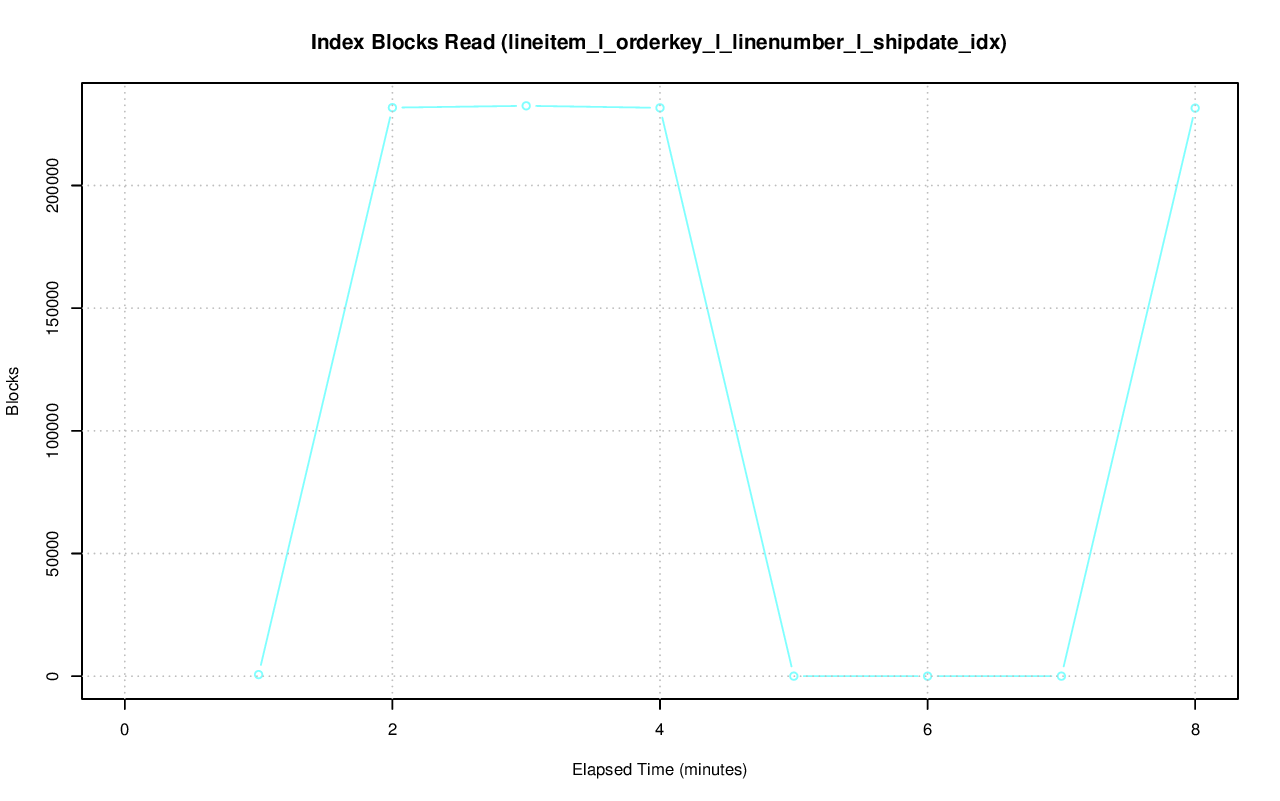 Index Blocks Read (lineitem_l_orderkey_l_linenumber_l_shipdate_idx)
Blocks
200000
150000
100000
50000
0
0 2 4 6 8
Elapsed Time (minutes)